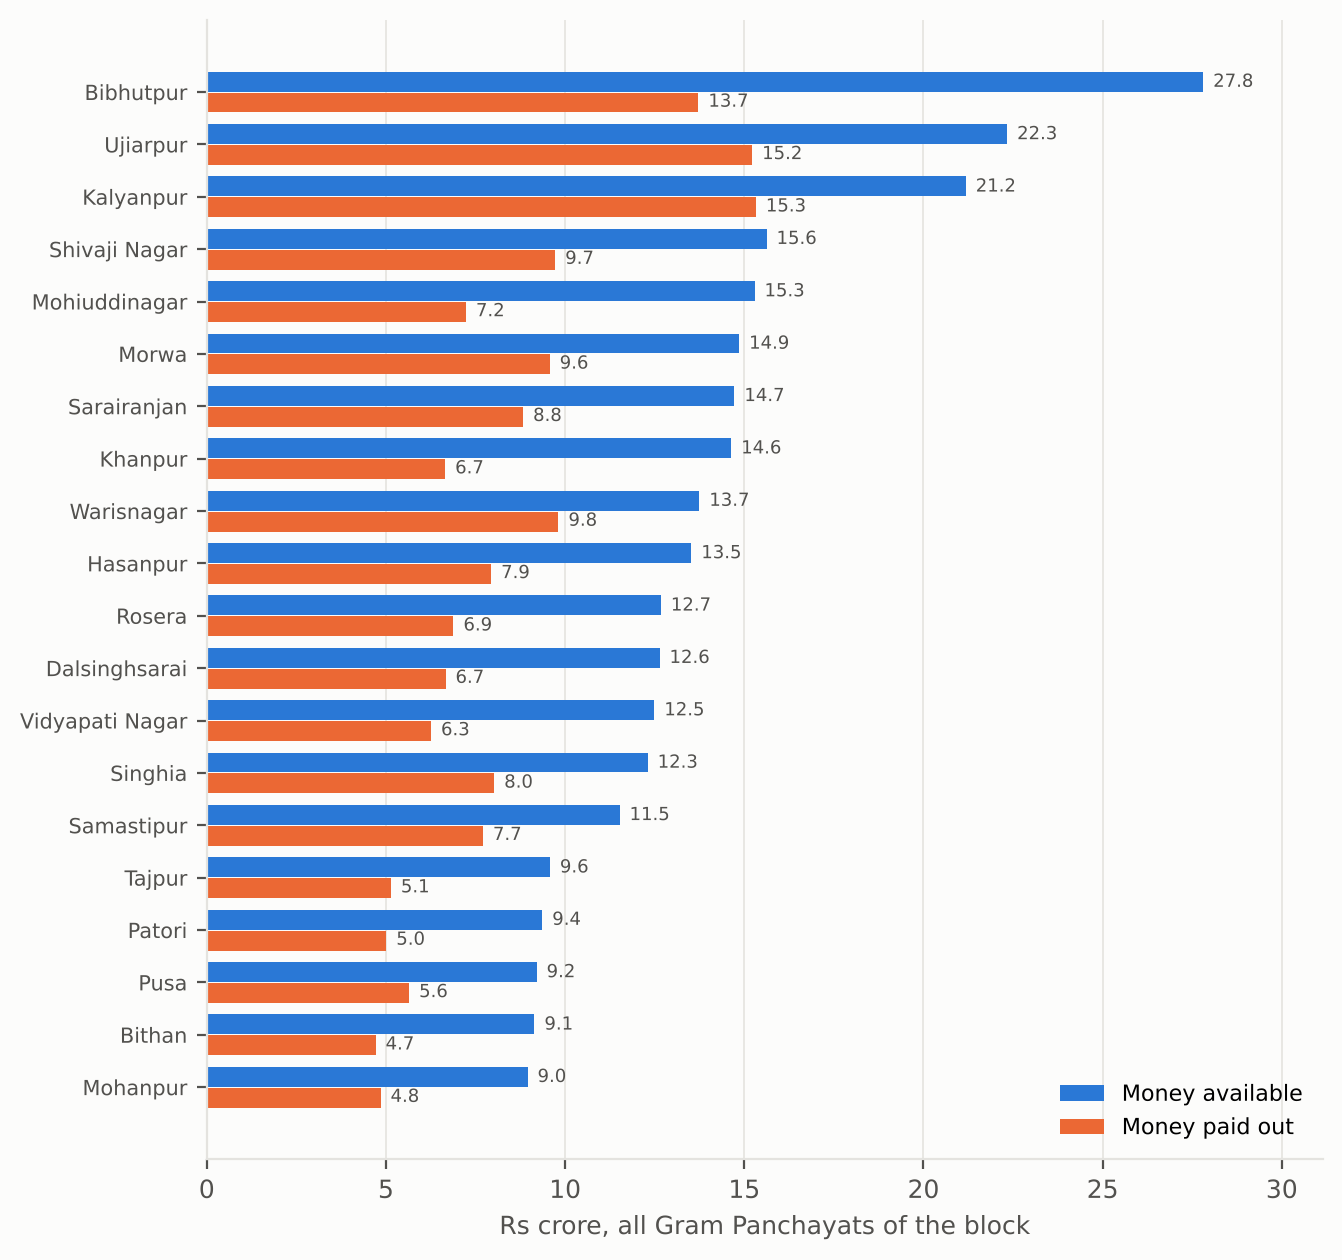 Bibhutpur 27.8
13.7
Ujiarpur 22.3
15.2
Kalyanpur 21.2
15.3
Shivaji Nagar 15.6
9.7
Mohiuddinagar 15.3
7.2
Morwa 14.9
9.6
Sarairanjan 14.7
8.8
Khanpur 14.6
6.7
Warisnagar 13.7
9.8
Hasanpur 13.5
7.9
Rosera 12.7
6.9
Dalsinghsarai 12.6
6.7
Vidyapati Nagar 12.5
6.3
Singhia 12.3
8.0
Samastipur 11.5
7.7
Tajpur 9.6
5.1
Patori 9.4
5.0
Pusa 9.2
5.6
Bithan 9.1
4.7
Mohanpur 9.0
4.8
Money available
Money paid out
0 5 10 15 20 25 30
Rs crore, all Gram Panchayats of the block